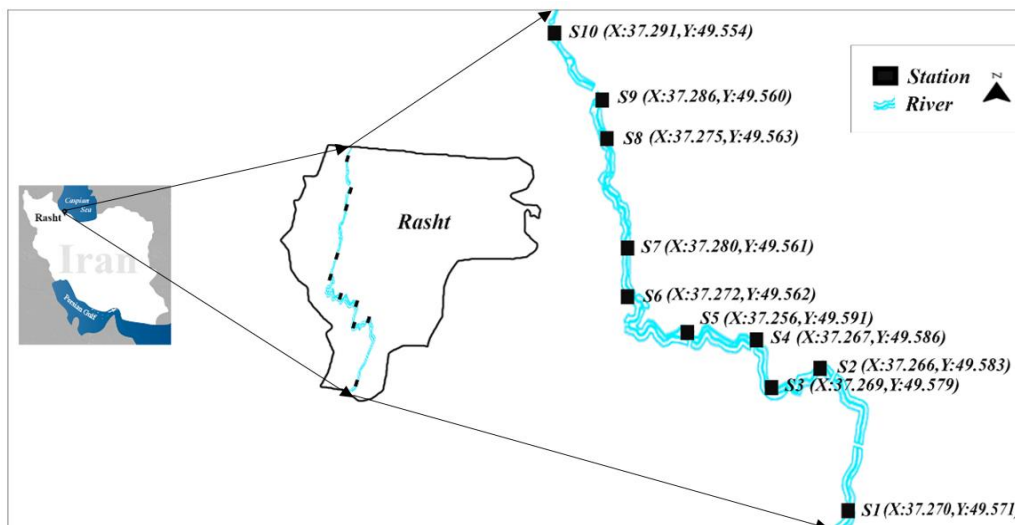 S10 (X:37.291,Y:49.554)
S9 (X:37.286,Y:49.560)
S8 (X:37.275,Y:49.563)
S7 (X:37.280,Y:49.561)
S6 (X:37.272,Y:49.562)
S5 (X:37.256,Y:49.591)
S4 (X:37.267,Y:49.586)
S2 (X:37.266,Y:49.583)
S3 (X:37.269,Y:49.579)
S1 (X:37.270,Y:49.571)
Station
River
N
Rasht
Caspian
Sea
Rasht
Iran
Persian Gulf